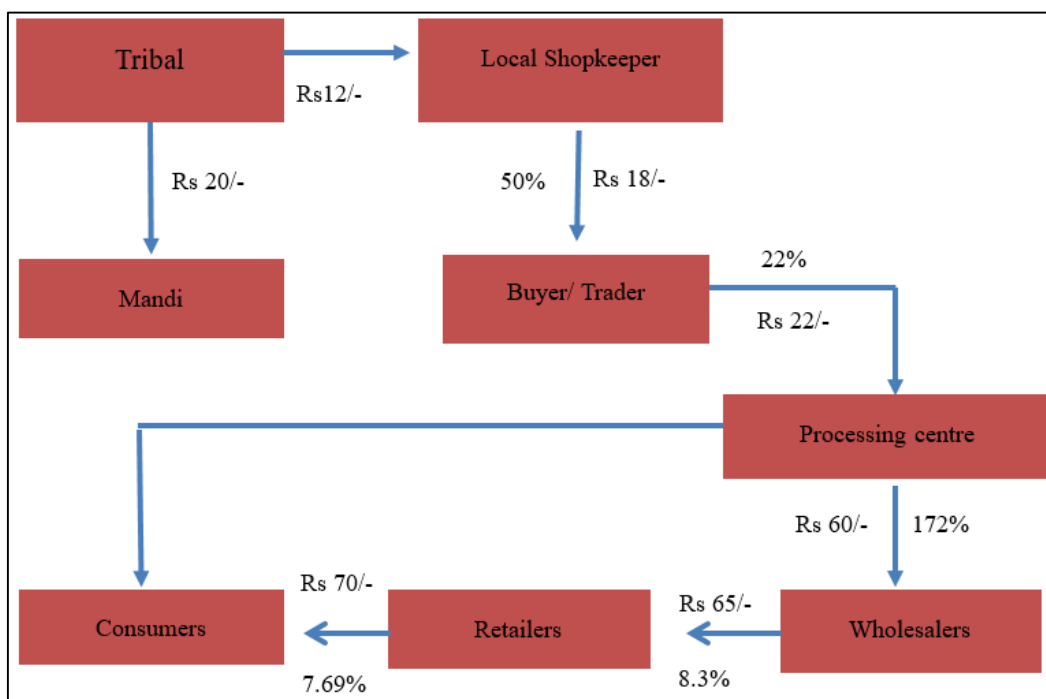 Tribal
Local Shopkeeper
Rs12/-
Rs 20/-
50%
Rs 18/-
Mandi
Buyer/ Trader
22%
Rs 22/-
Processing centre
Rs 60/-
172%
Rs 70/-
Rs 65/-
Consumers
Retailers
Wholesalers
7.69%
8.3%